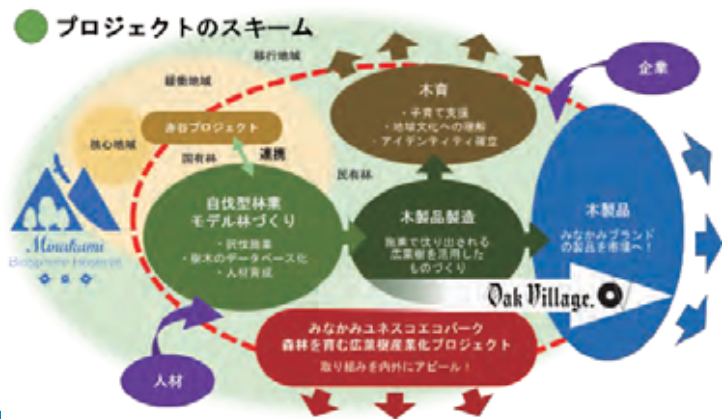 プロジェクトのスキーム
移行地域
緩衝地域
核心地域
赤谷プロジェクト
国有林
連携
民有林
企業
木育
・子育て支援
・地域文化への理解
・アイデンティティ確立
自伐型林業
モデル林づくり
・択伐施業
・樹木のデータベース化
・人材育成
木製品製造
施業で伐り出される
広葉樹を活用した
ものづくり
木製品
みなかみブランド
の製品を市場へ！
Minakami
Biosphere Reserve
Oak Village.
みなかみユネスコエコパーク
森林を育む広葉樹産業化プロジェクト
取り組みを内外にアピール！
人材